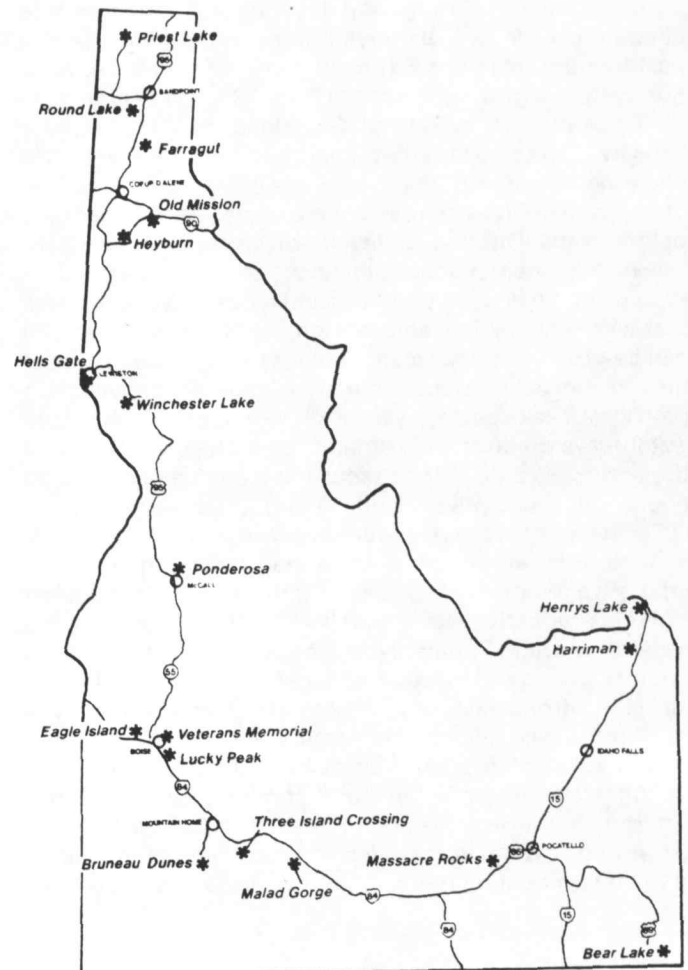 Priest Lake
95
SANDPOINT
Round Lake
Farragut
COEUR D'ALENE
Old Mission
90
Heyburn
Hells Gate
LEWISTON
Winchester Lake
95
Ponderosa
McCALL
Henrys Lake
Harriman
55
Eagle Island
Veterans Memorial
BOISE
Lucky Peak
IDAHO FALLS
84
15
MOUNTAIN HOME
Three Island Crossing
POCATELLO
86
Massacre Rocks
Bruneau Dunes
Malad Gorge
84
84
15
89
Bear Lake